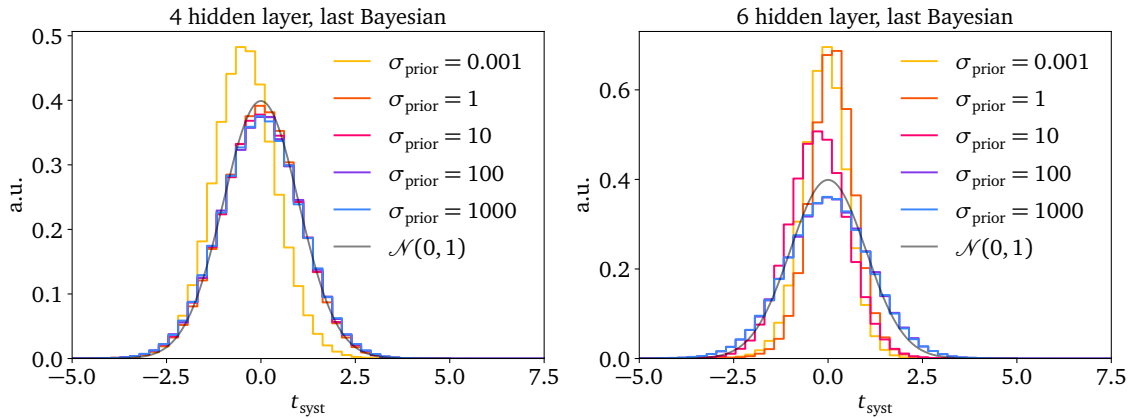 4 hidden layer, last Bayesian
0.5
0.4
0.3
0.2
0.1
0.0
a.u.
σprior = 0.001
σprior = 1
σprior = 10
σprior = 100
σprior = 1000
𝒩(0, 1)
−5.0 −2.5 0.0 2.5 5.0 7.5
tsyst
6 hidden layer, last Bayesian
0.6
0.4
0.2
0.0
a.u.
σprior = 0.001
σprior = 1
σprior = 10
σprior = 100
σprior = 1000
𝒩(0, 1)
−5.0 −2.5 0.0 2.5 5.0 7.5
tsyst